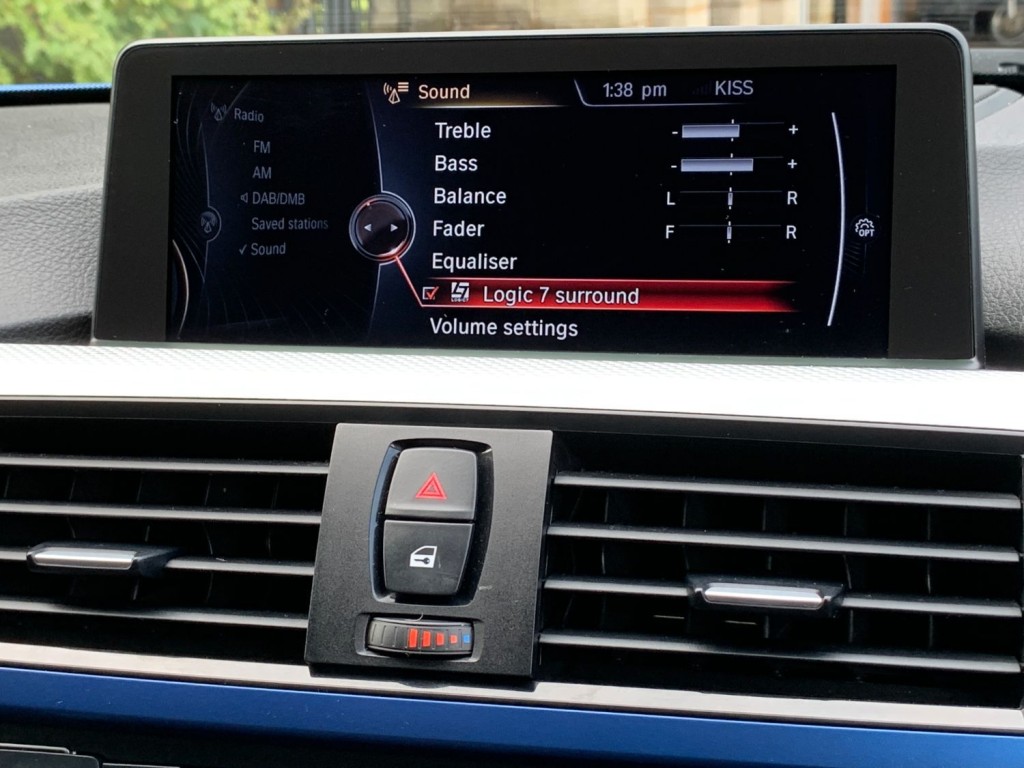 Sound 1:38 pm KISS
Radio
FM
AM
DAB/DMB
Saved stations
✓ Sound
Treble - +
Bass - +
Balance L R
Fader F R
Equaliser
LOGIC7 Logic 7 surround
Volume settings
OPT